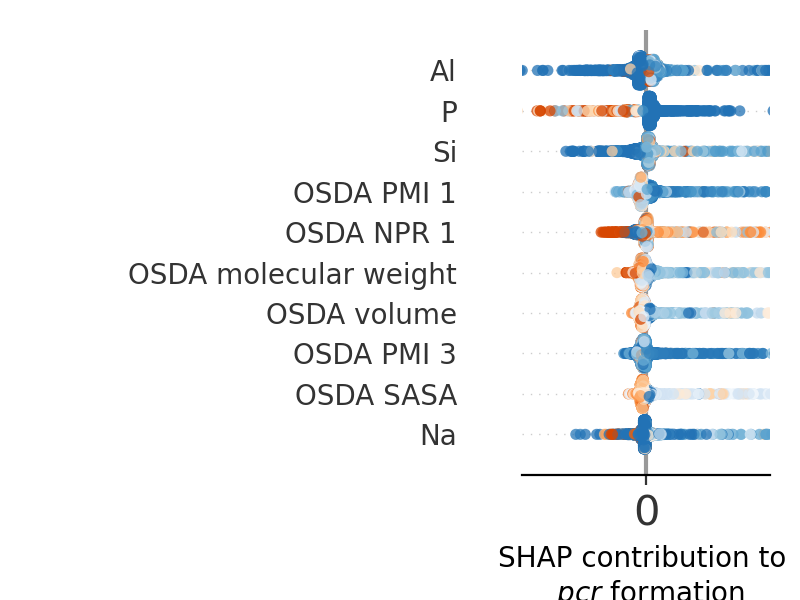 Al
P
Si
OSDA PMI 1
OSDA NPR 1
OSDA molecular weight
OSDA volume
OSDA PMI 3
OSDA SASA
Na
0
SHAP contribution to
pcr formation